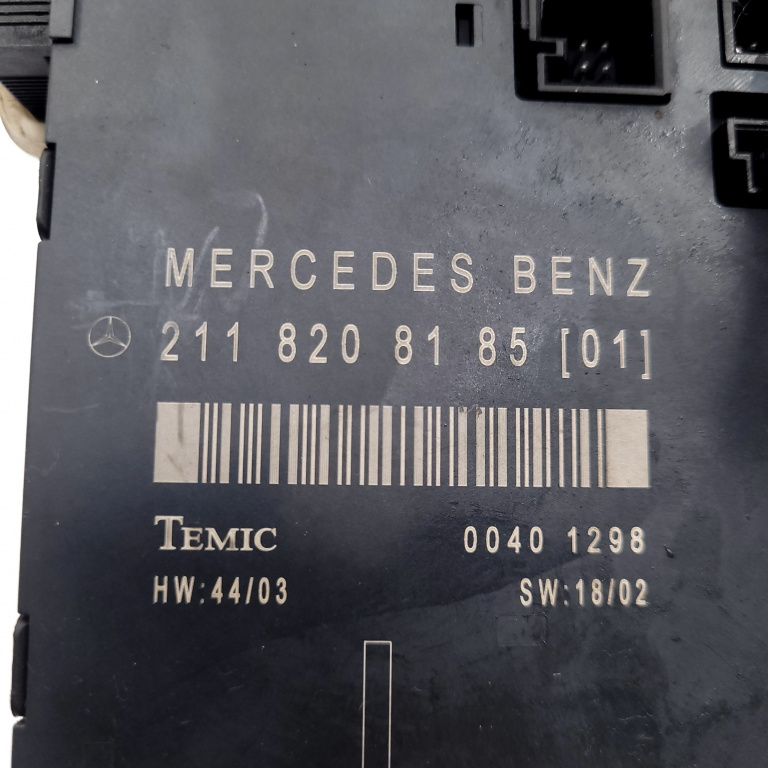 MERCEDES BENZ
211 820 81 85 [01]
TEMIC 0040 1298
HW:44/03 SW:18/02